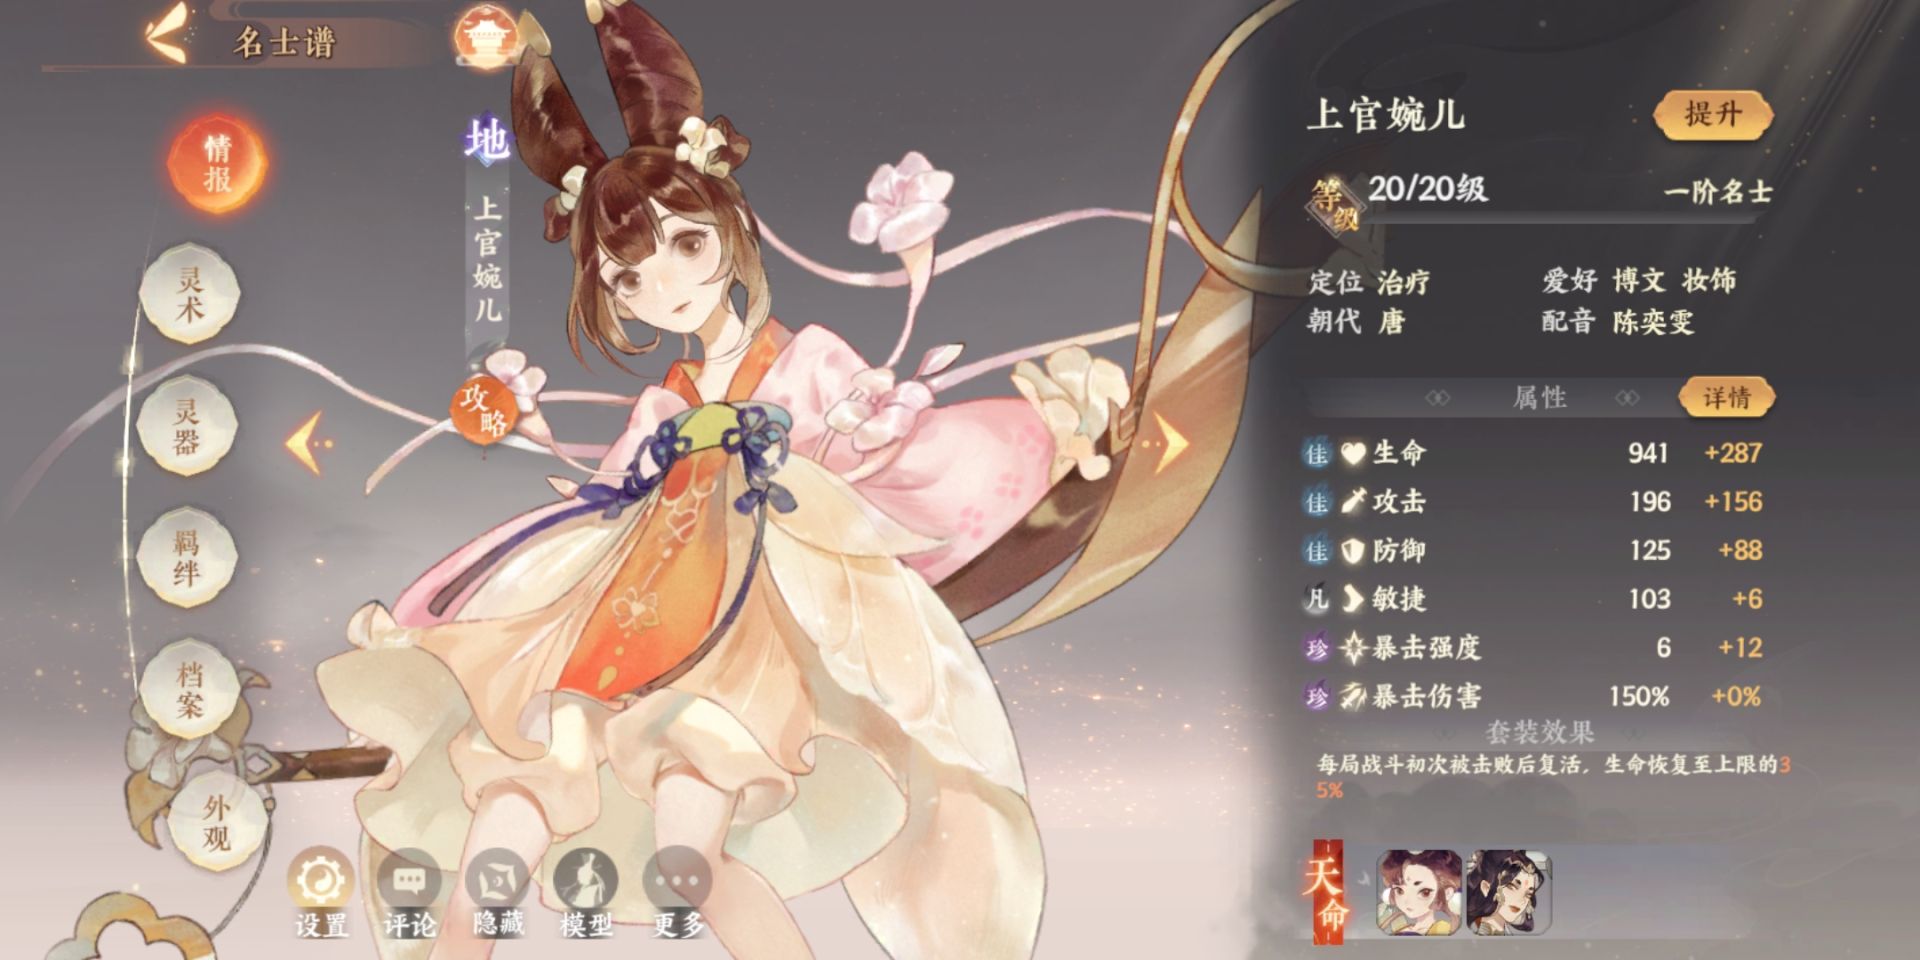 名士谱
情报
灵术
灵器
羁绊
档案
外观
地
上官婉儿
攻略
设置
评论
隐藏
模型
更多
上官婉儿
提升
等级 20/20级 一阶名士
定位 治疗 爱好 博文 妆饰
朝代 唐 配音 陈奕雯
属性 详情
佳 生命 941 +287
佳 攻击 196 +156
佳 防御 125 +88
凡 敏捷 103 +6
珍 暴击强度 6 +12
珍 暴击伤害 150% +0%
套装效果
每局战斗初次被击败后复活，生命恢复至上限的3
5%
天命